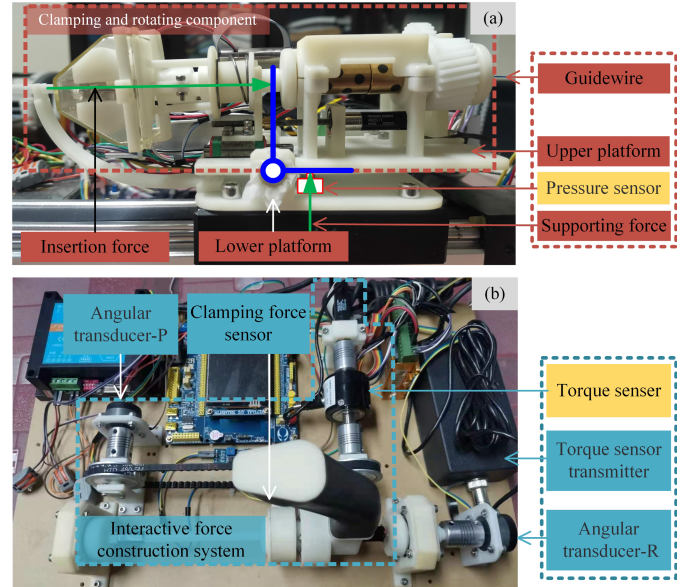 (a)
Clamping and rotating component
Guidewire
Upper platform
Pressure sensor
Supporting force
Insertion force
Lower platform
(b)
Angular
transducer-P
Clamping force
sensor
Torque senser
Torque sensor
transmitter
Interactive force
construction system
Angular
transducer-R